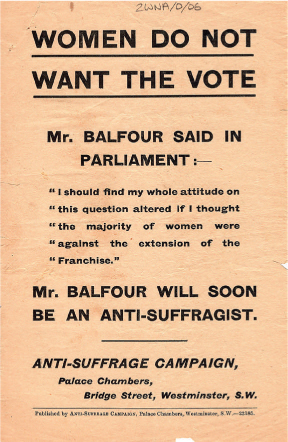 2WNA/D/06
WOMEN DO NOT
WANT THE VOTE
Mr. BALFOUR SAID IN
PARLIAMENT :—
"I should find my whole attitude on
"this question altered if I thought
"the majority of women were
"against the extension of the
"Franchise."
Mr. BALFOUR WILL SOON
BE AN ANTI-SUFFRAGIST.
ANTI-SUFFRAGE CAMPAIGN,
Palace Chambers,
Bridge Street, Westminster, S.W.
Published by ANTI-SUFFRAGE CAMPAIGN, Palace Chambers, Westminster, S.W.—22586.